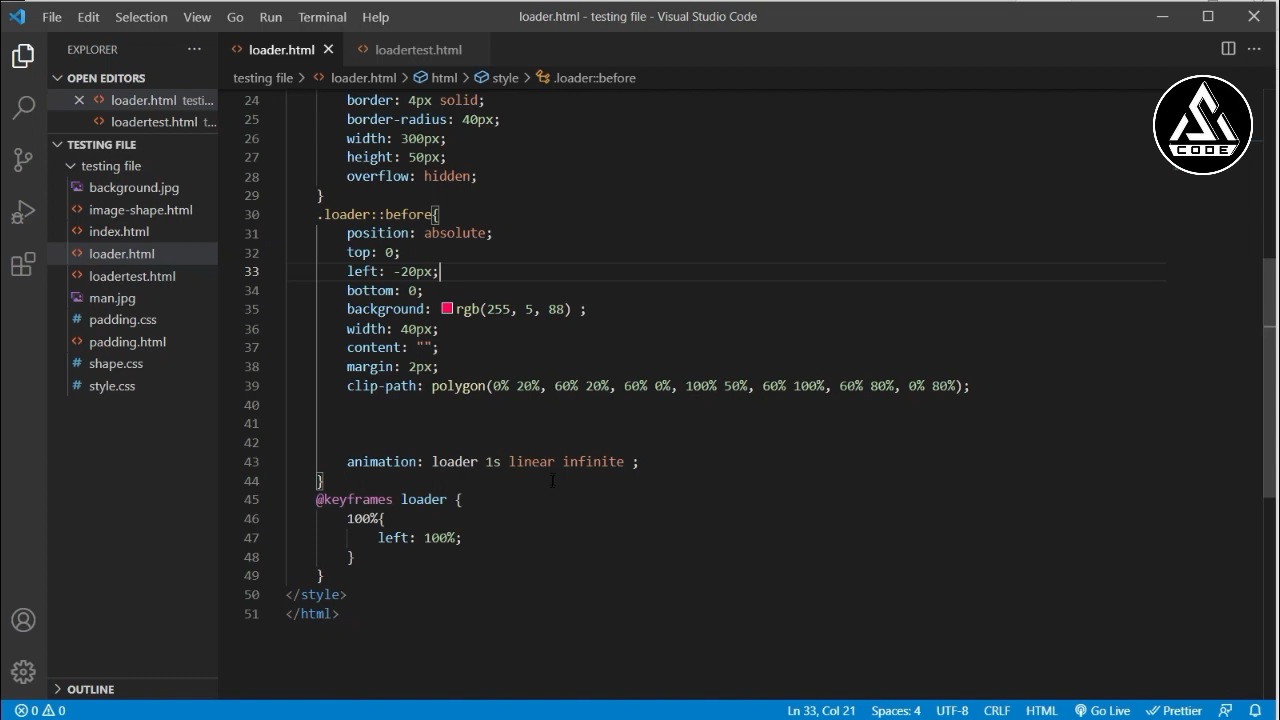 File Edit Selection View Go Run Terminal Help
loader.html - testing file - Visual Studio Code
EXPLORER
OPEN EDITORS
loader.html testi...
loadertest.html t...
TESTING FILE
testing file
background.jpg
image-shape.html
index.html
loader.html
loadertest.html
man.jpg
padding.css
padding.html
shape.css
style.css
OUTLINE
loader.html
loadertest.html
testing file > loader.html > html > style > .loader::before
24 border: 4px solid;
25 border-radius: 40px;
26 width: 300px;
27 height: 50px;
28 overflow: hidden;
29 }
30 .loader::before{
31 position: absolute;
32 top: 0;
33 left: -20px;
34 bottom: 0;
35 background: rgb(255, 5, 88) ;
36 width: 40px;
37 content: "";
38 margin: 2px;
39 clip-path: polygon(0% 20%, 60% 20%, 60% 0%, 100% 50%, 60% 100%, 60% 80%, 0% 80%);
40
41
42
43 animation: loader 1s linear infinite ;
44 }
45 @keyframes loader {
46 100%{
47 left: 100%;
48 }
49 }
50 </style>
51 </html>
CODE
0 0
Ln 33, Col 21 Spaces: 4 UTF-8 CRLF HTML Go Live Prettier